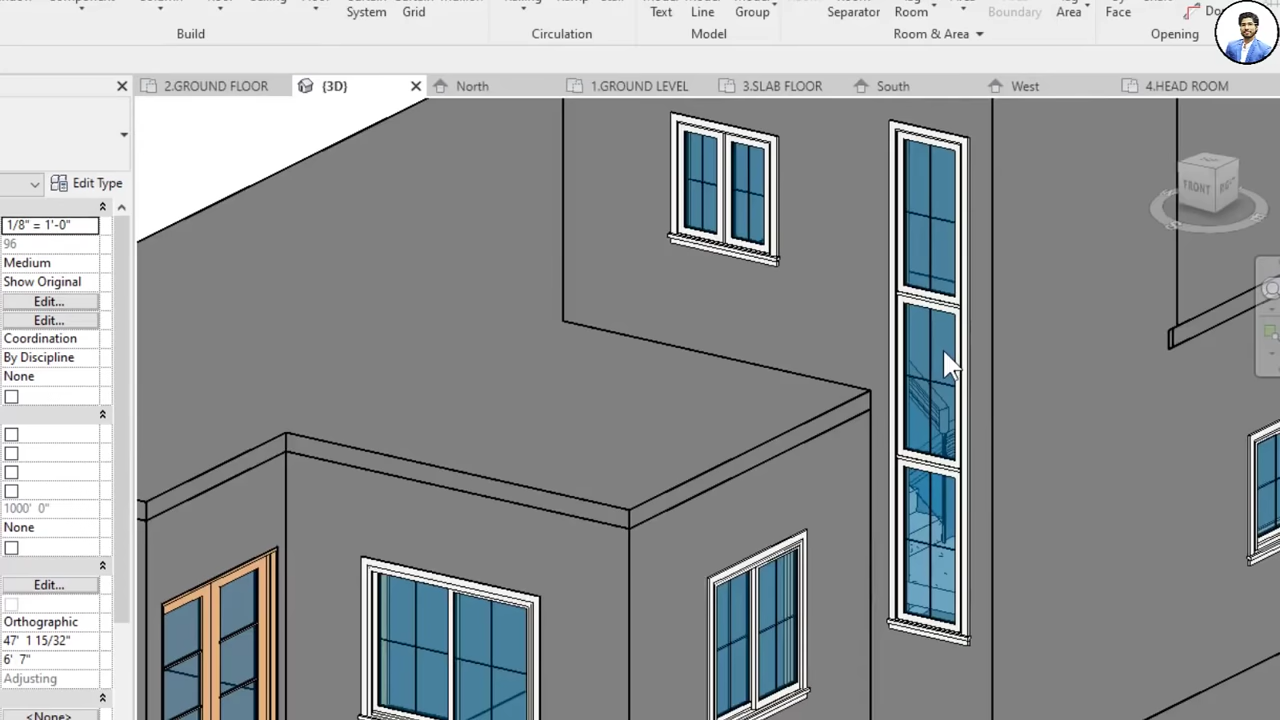 System
Grid
Text
Line
Group
Separator
Room
Boundary
Area
Face
Build
Circulation
Model
Room & Area
Opening
2.GROUND FLOOR
{3D}
North
1.GROUND LEVEL
3.SLAB FLOOR
South
West
4.HEAD ROOM
Edit Type
1/8" = 1'-0"
96
Medium
Show Original
Edit...
Edit...
Coordination
By Discipline
None
1000' 0"
None
Edit...
Orthographic
47' 1 15/32"
6' 7"
Adjusting
<None>
FRONT